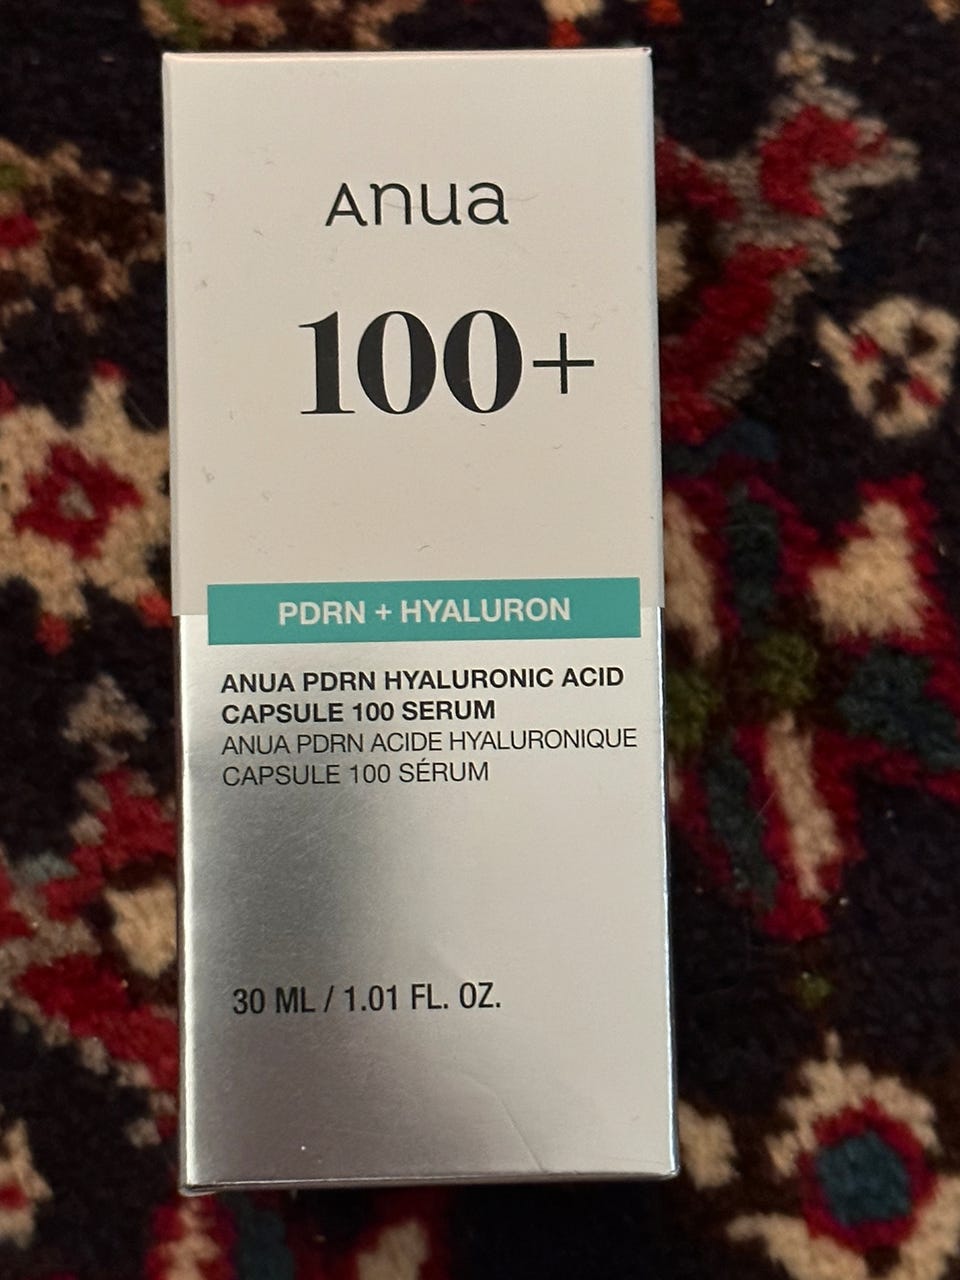 Anua
100+
PDRN + HYALURON
ANUA PDRN HYALURONIC ACID
CAPSULE 100 SERUM
ANUA PDRN ACIDE HYALURONIQUE
CAPSULE 100 SÉRUM
30 ML / 1.01 FL. OZ.